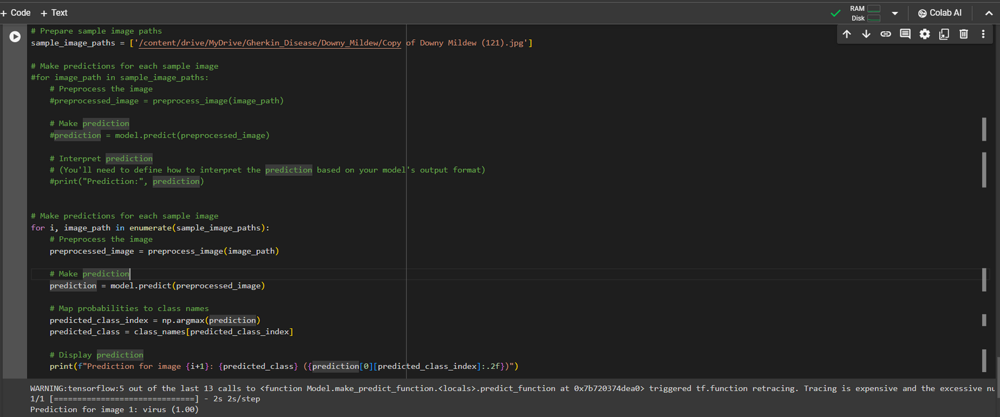 + Code + Text
RAM
Disk
Colab AI
# Prepare sample image paths
sample_image_paths = ['/content/drive/MyDrive/Gherkin_Disease/Downy_Mildew/Copy of Downy Mildew (121).jpg']
# Make predictions for each sample image
#for image_path in sample_image_paths:
# Preprocess the image
#preprocessed_image = preprocess_image(image_path)
# Make prediction
#prediction = model.predict(preprocessed_image)
# Interpret prediction
# (You'll need to define how to interpret the prediction based on your model's output format)
#print("Prediction:", prediction)
# Make predictions for each sample image
for i, image_path in enumerate(sample_image_paths):
# Preprocess the image
preprocessed_image = preprocess_image(image_path)
# Make prediction
prediction = model.predict(preprocessed_image)
# Map probabilities to class names
predicted_class_index = np.argmax(prediction)
predicted_class = class_names[predicted_class_index]
# Display prediction
print(f"Prediction for image {i+1}: {predicted_class} ({prediction[0][predicted_class_index]:.2f})")
WARNING:tensorflow:5 out of the last 13 calls to <function Model.make_predict_function.<locals>.predict_function at 0x7b720374dea0> triggered tf.function retracing. Tracing is expensive and the excessive
1/1 [==============================] - 2s 2s/step
Prediction for image 1: virus (1.00)